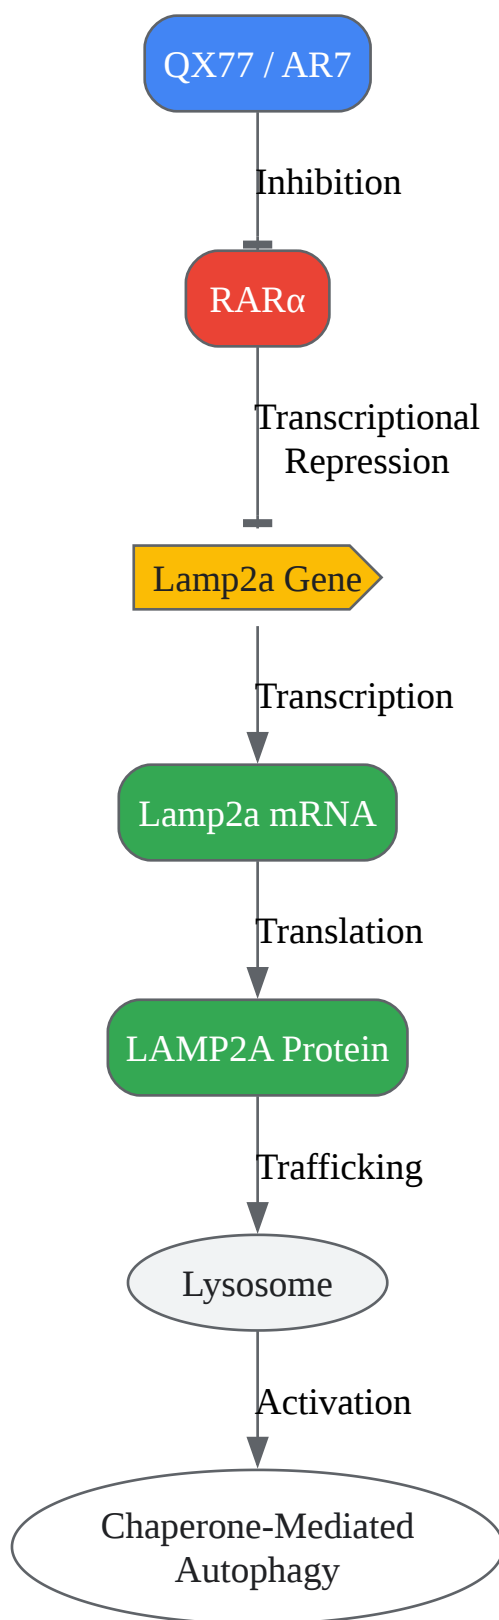 QX77 / AR7
Inhibition
RARα
Transcriptional
Repression
Lamp2a Gene
Transcription
Lamp2a mRNA
Translation
LAMP2A Protein
Trafficking
Lysosome
Activation
Chaperone-Mediated
Autophagy